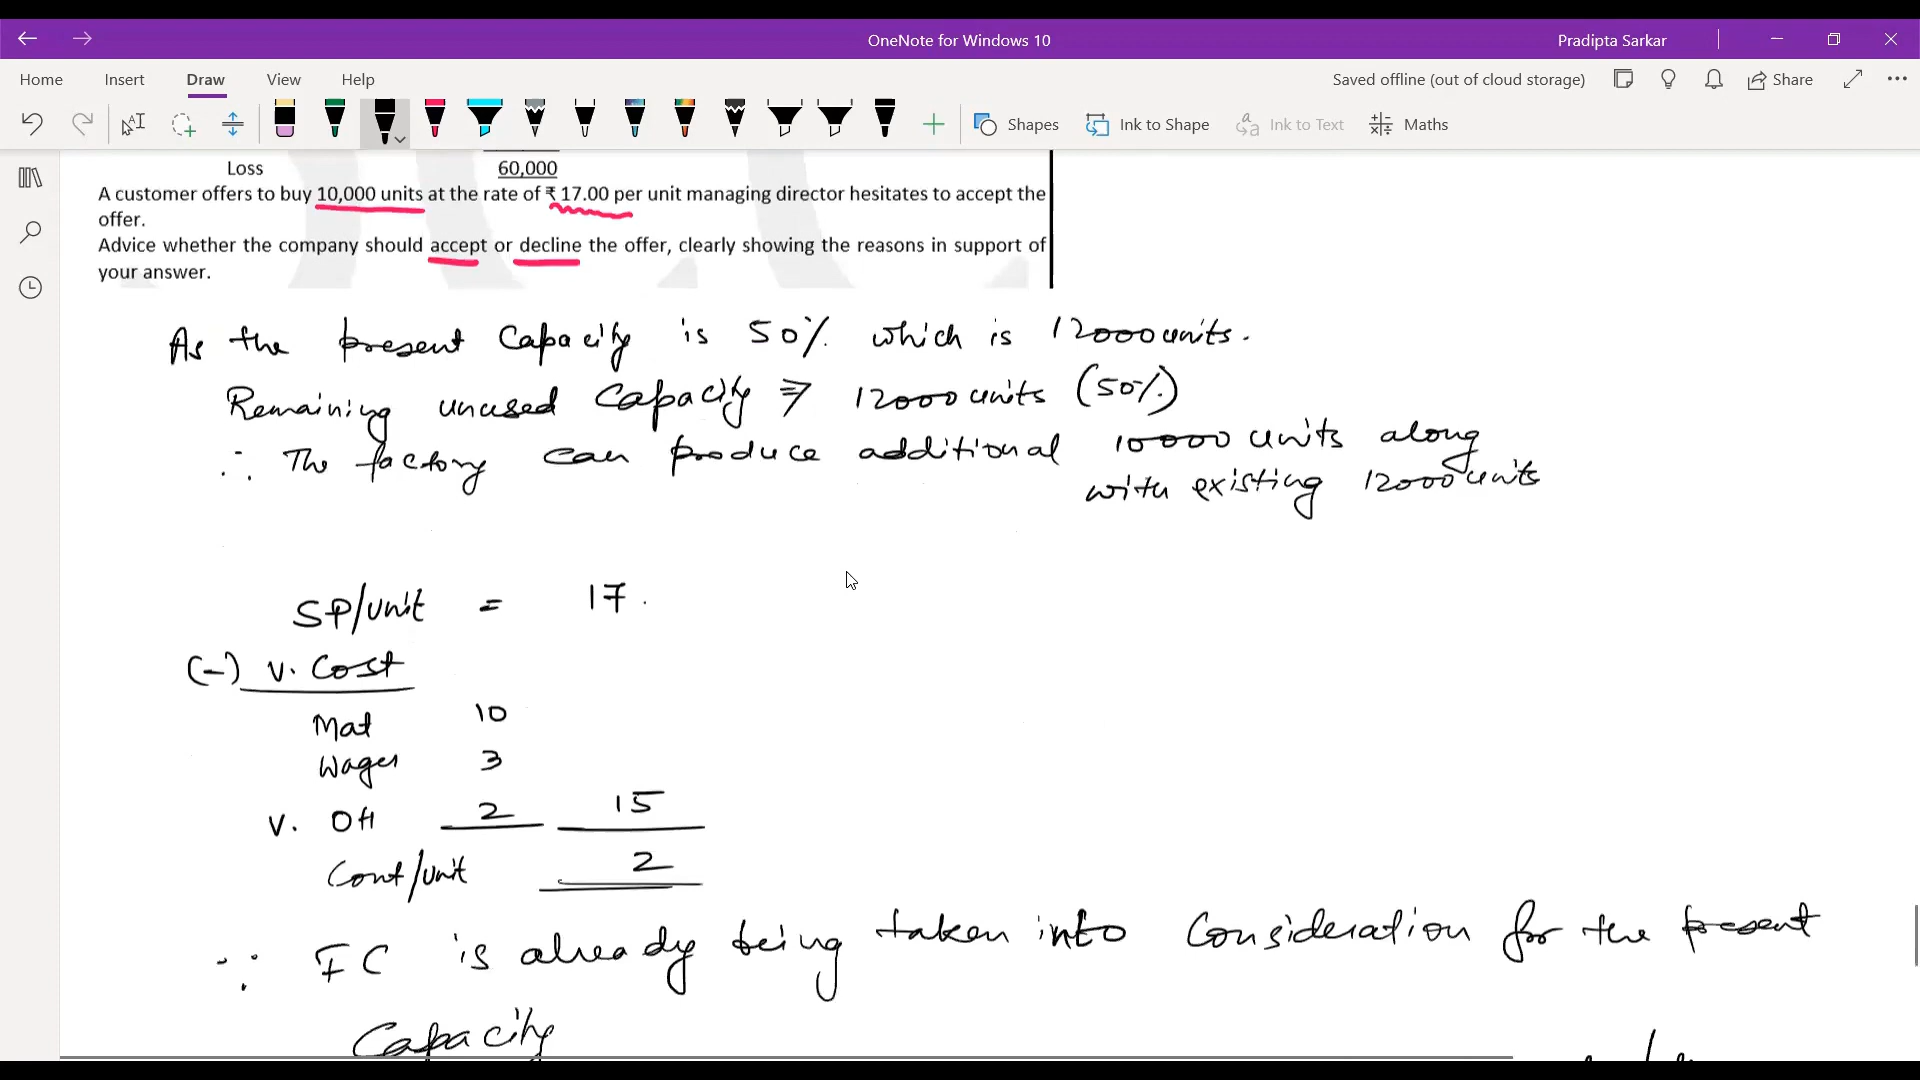 OneNote for Windows 10
Pradipta Sarkar
Home Insert Draw View Help
Saved offline (out of cloud storage)
Share
Shapes Ink to Shape Ink to Text Maths
Loss 60,000
A customer offers to buy 10,000 units at the rate of ₹ 17.00 per unit managing director hesitates to accept the
offer.
Advice whether the company should accept or decline the offer, clearly showing the reasons in support of
your answer.
As the present Capacity is 50% which is 12000 units.
Remaining unused Capacity ⇒ 12000 units (50%)
∴ The factory can produce additional 10000 units along
with existing 12000 units
SP/unit = 17.
(-) V. Cost
Mat 10
Wages 3
V. OH 2 15
Cont/unit 2
∵ FC is already being taken into Consideration for the present
Capacity